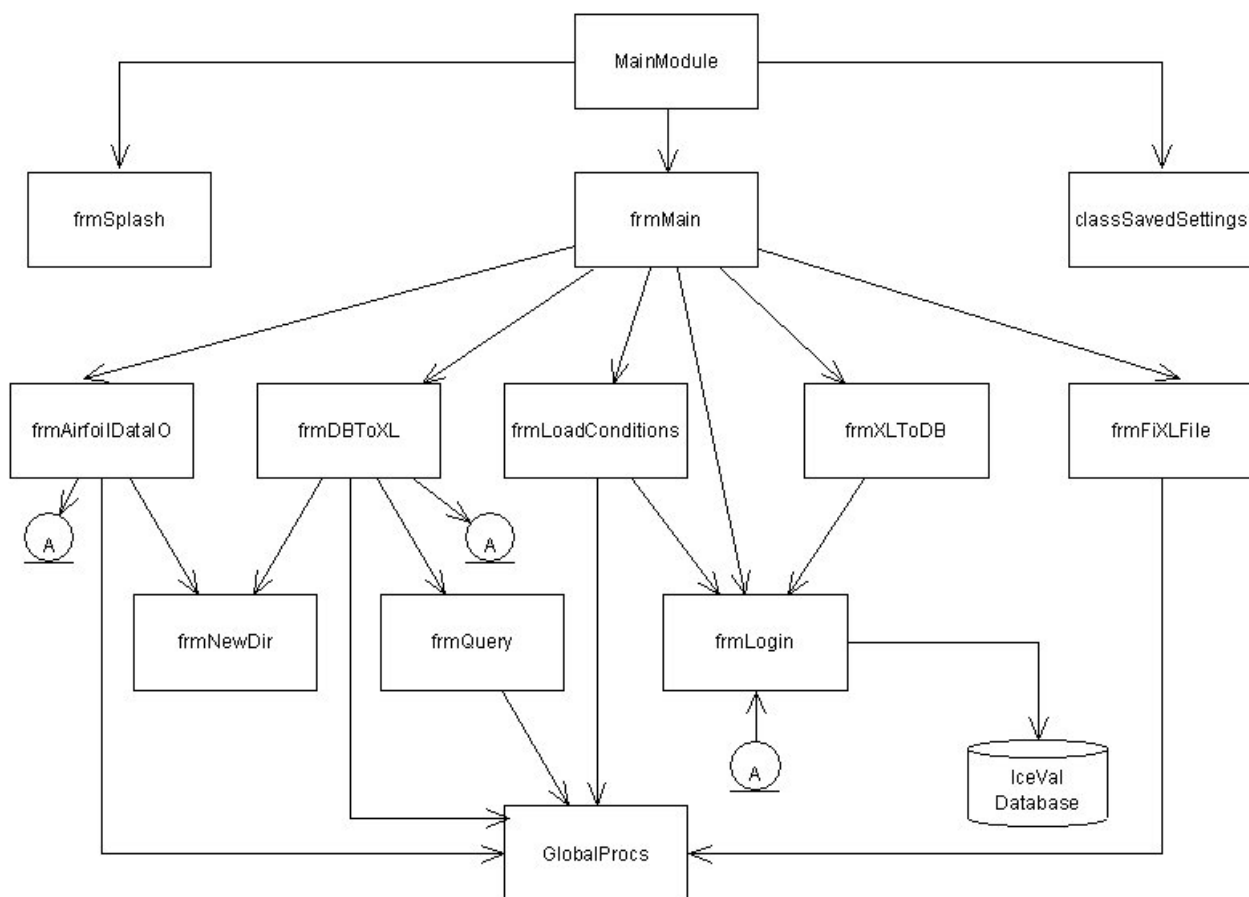 MainModule
frmSplash
frmMain
classSavedSettings
frmAirfoilDataIO
frmDBToXL
frmLoadConditions
frmXLToDB
frmFiXLFile
A
A
frmNewDir
frmQuery
frmLogin
A
IceVal
Database
GlobalProcs